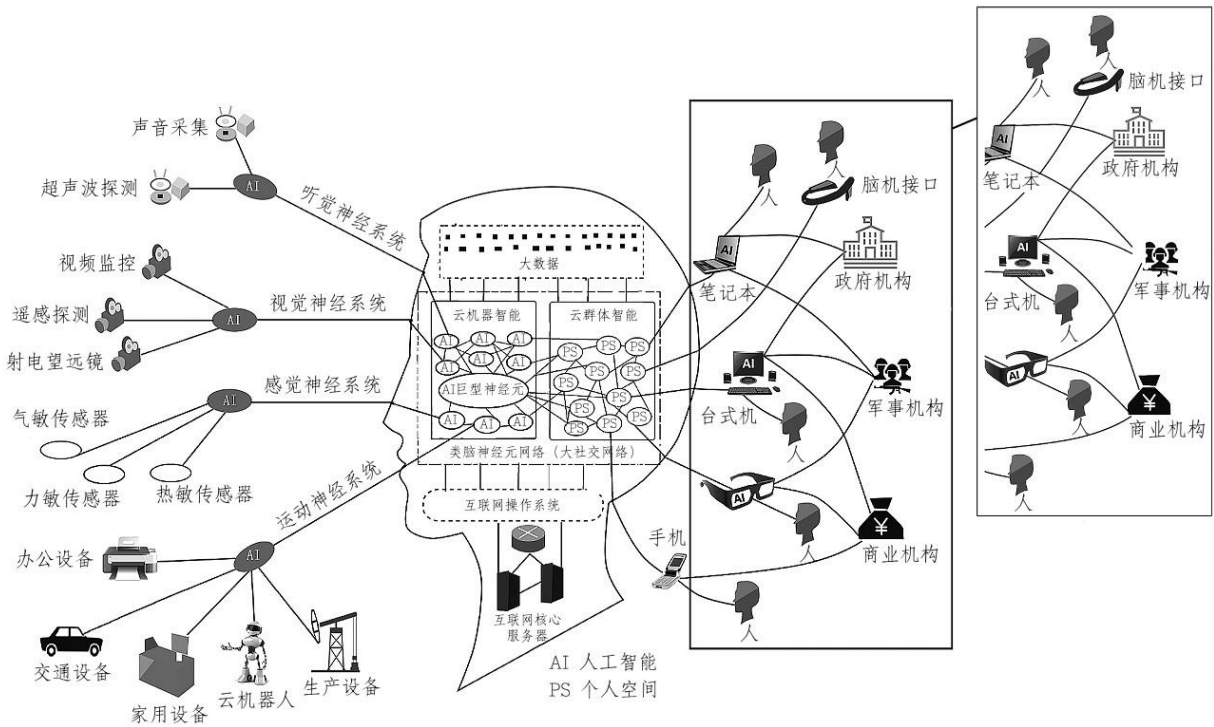 声音采集
超声波探测
AI
听觉神经系统
视频监控
遥感探测
射电望远镜
AI
视觉神经系统
气敏传感器
力敏传感器
热敏传感器
AI
感觉神经系统
办公设备
交通设备
家用设备
云机器人
生产设备
AI
运动神经系统
大数据
云机器智能
云群体智能
AI
AI
AI
AI
AI
AI
AI巨型神经元
AI
AI
AI
PS
PS
PS
PS
PS
PS
PS
PS
PS
PS
PS
类脑神经元网络（大社交网络）
互联网操作系统
互联网核心
服务器
AI 人工智能
PS 个人空间
手机
人
人
脑机接口
AI
笔记本
政府机构
AI
台式机
人
军事机构
AI
人
商业机构
人
人
人
脑机接口
AI
笔记本
政府机构
AI
台式机
人
军事机构
AI
人
商业机构
人